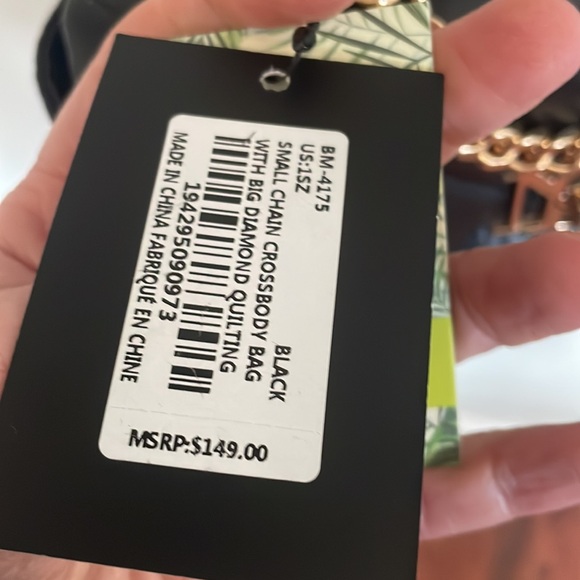 BM-4175
US:1SZ BLACK
SMALL CHAIN CROSSBODY BAG
WITH BIG DIAMOND QUILTING
194295090973
MADE IN CHINA FABRIQUÉ EN CHINE
MSRP:$149.00